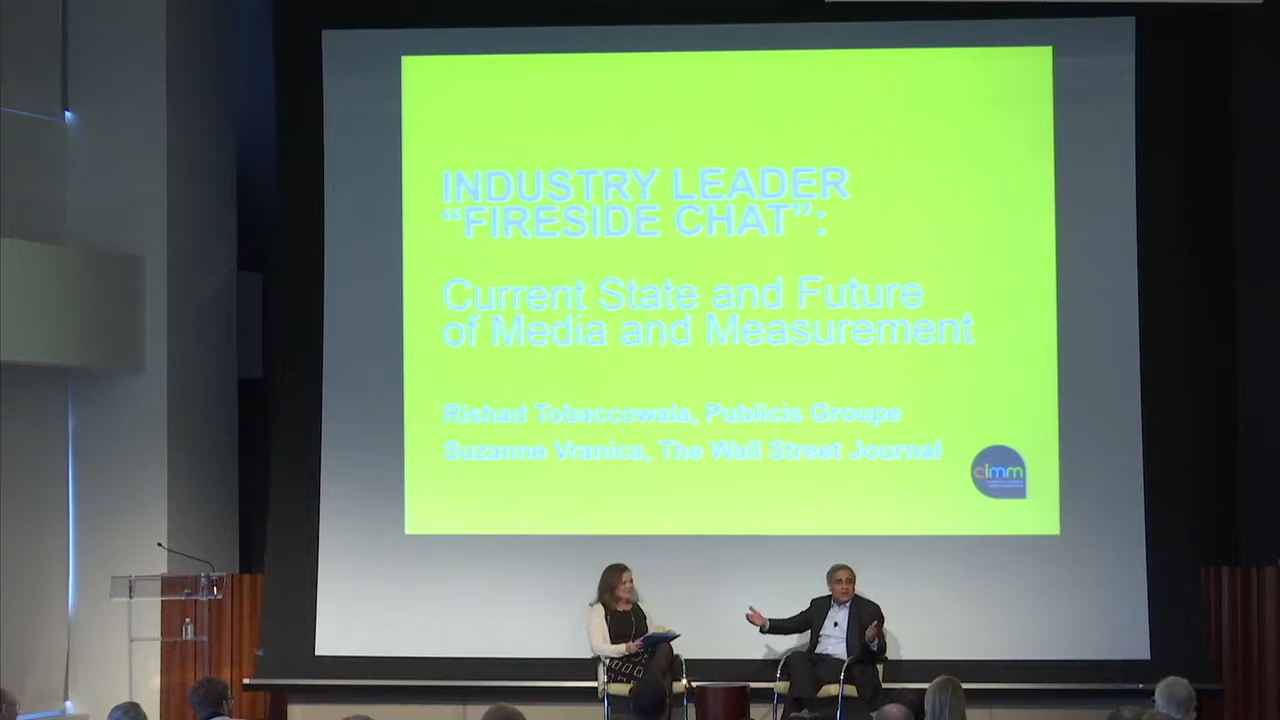 INDUSTRY LEADER
“FIRESIDE CHAT”:
Current State and Future
of Media and Measurement
Rishad Tobaccowala, Publicis Groupe
Suzanne Vranica, The Wall Street Journal
cimm